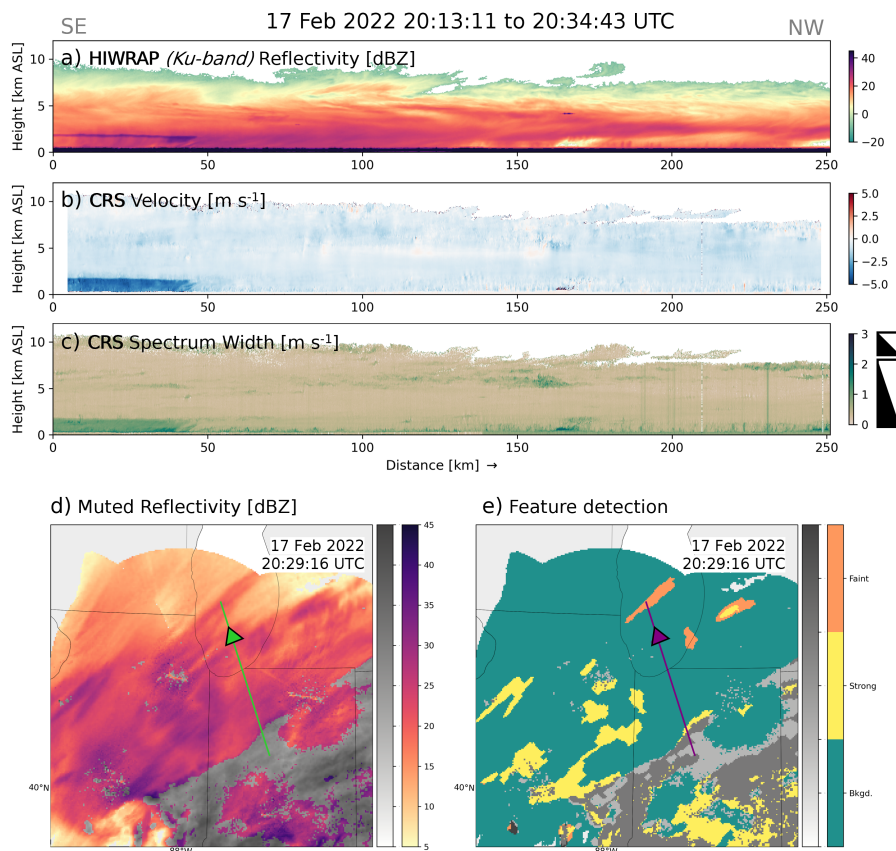 17 Feb 2022 20:13:11 to 20:34:43 UTC
SE
NW
a) HIWRAP (Ku-band) Reflectivity [dBZ]
Height [km ASL]
10
5
0
0 50 100 150 200 250
40
20
0
−20
b) CRS Velocity [m s-1]
Height [km ASL]
10
5
0
0 50 100 150 200 250
5.0
2.5
0.0
−2.5
−5.0
c) CRS Spectrum Width [m s-1]
Height [km ASL]
10
5
0
0 50 100 150 200 250
Distance [km] →
3
2
1
0
d) Muted Reflectivity [dBZ]
17 Feb 2022
20:29:16 UTC
40°N
88°W
45
40
35
30
25
20
15
10
5
e) Feature detection
17 Feb 2022
20:29:16 UTC
40°N
88°W
Faint
Strong
Bkgd.